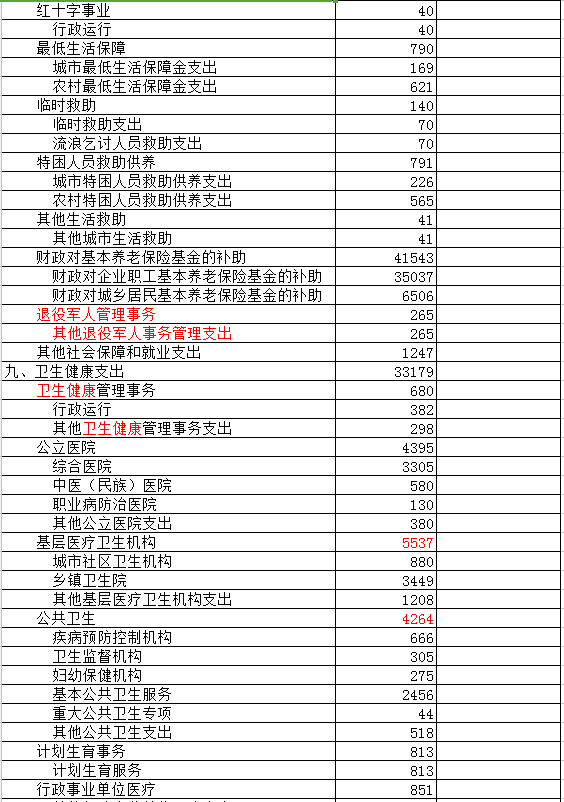 红十字事业 40
行政运行 40
最低生活保障 790
城市最低生活保障金支出 169
农村最低生活保障金支出 621
临时救助 140
临时救助支出 70
流浪乞讨人员救助支出 70
特困人员救助供养 791
城市特困人员救助供养支出 226
农村特困人员救助供养支出 565
其他生活救助 41
其他城市生活救助 41
财政对基本养老保险基金的补助 41543
财政对企业职工基本养老保险基金的补助 35037
财政对城乡居民基本养老保险基金的补助 6506
退役军人管理事务 265
其他退役军人事务管理支出 265
其他社会保障和就业支出 1247
九、卫生健康支出 33179
卫生健康管理事务 680
行政运行 382
其他卫生健康管理事务支出 298
公立医院 4395
综合医院 3305
中医（民族）医院 580
职业病防治医院 130
其他公立医院支出 380
基层医疗卫生机构 5537
城市社区卫生机构 880
乡镇卫生院 3449
其他基层医疗卫生机构支出 1208
公共卫生 4264
疾病预防控制机构 666
卫生监督机构 305
妇幼保健机构 275
基本公共卫生服务 2456
重大公共卫生专项 44
其他公共卫生支出 518
计划生育事务 813
计划生育服务 813
行政事业单位医疗 851